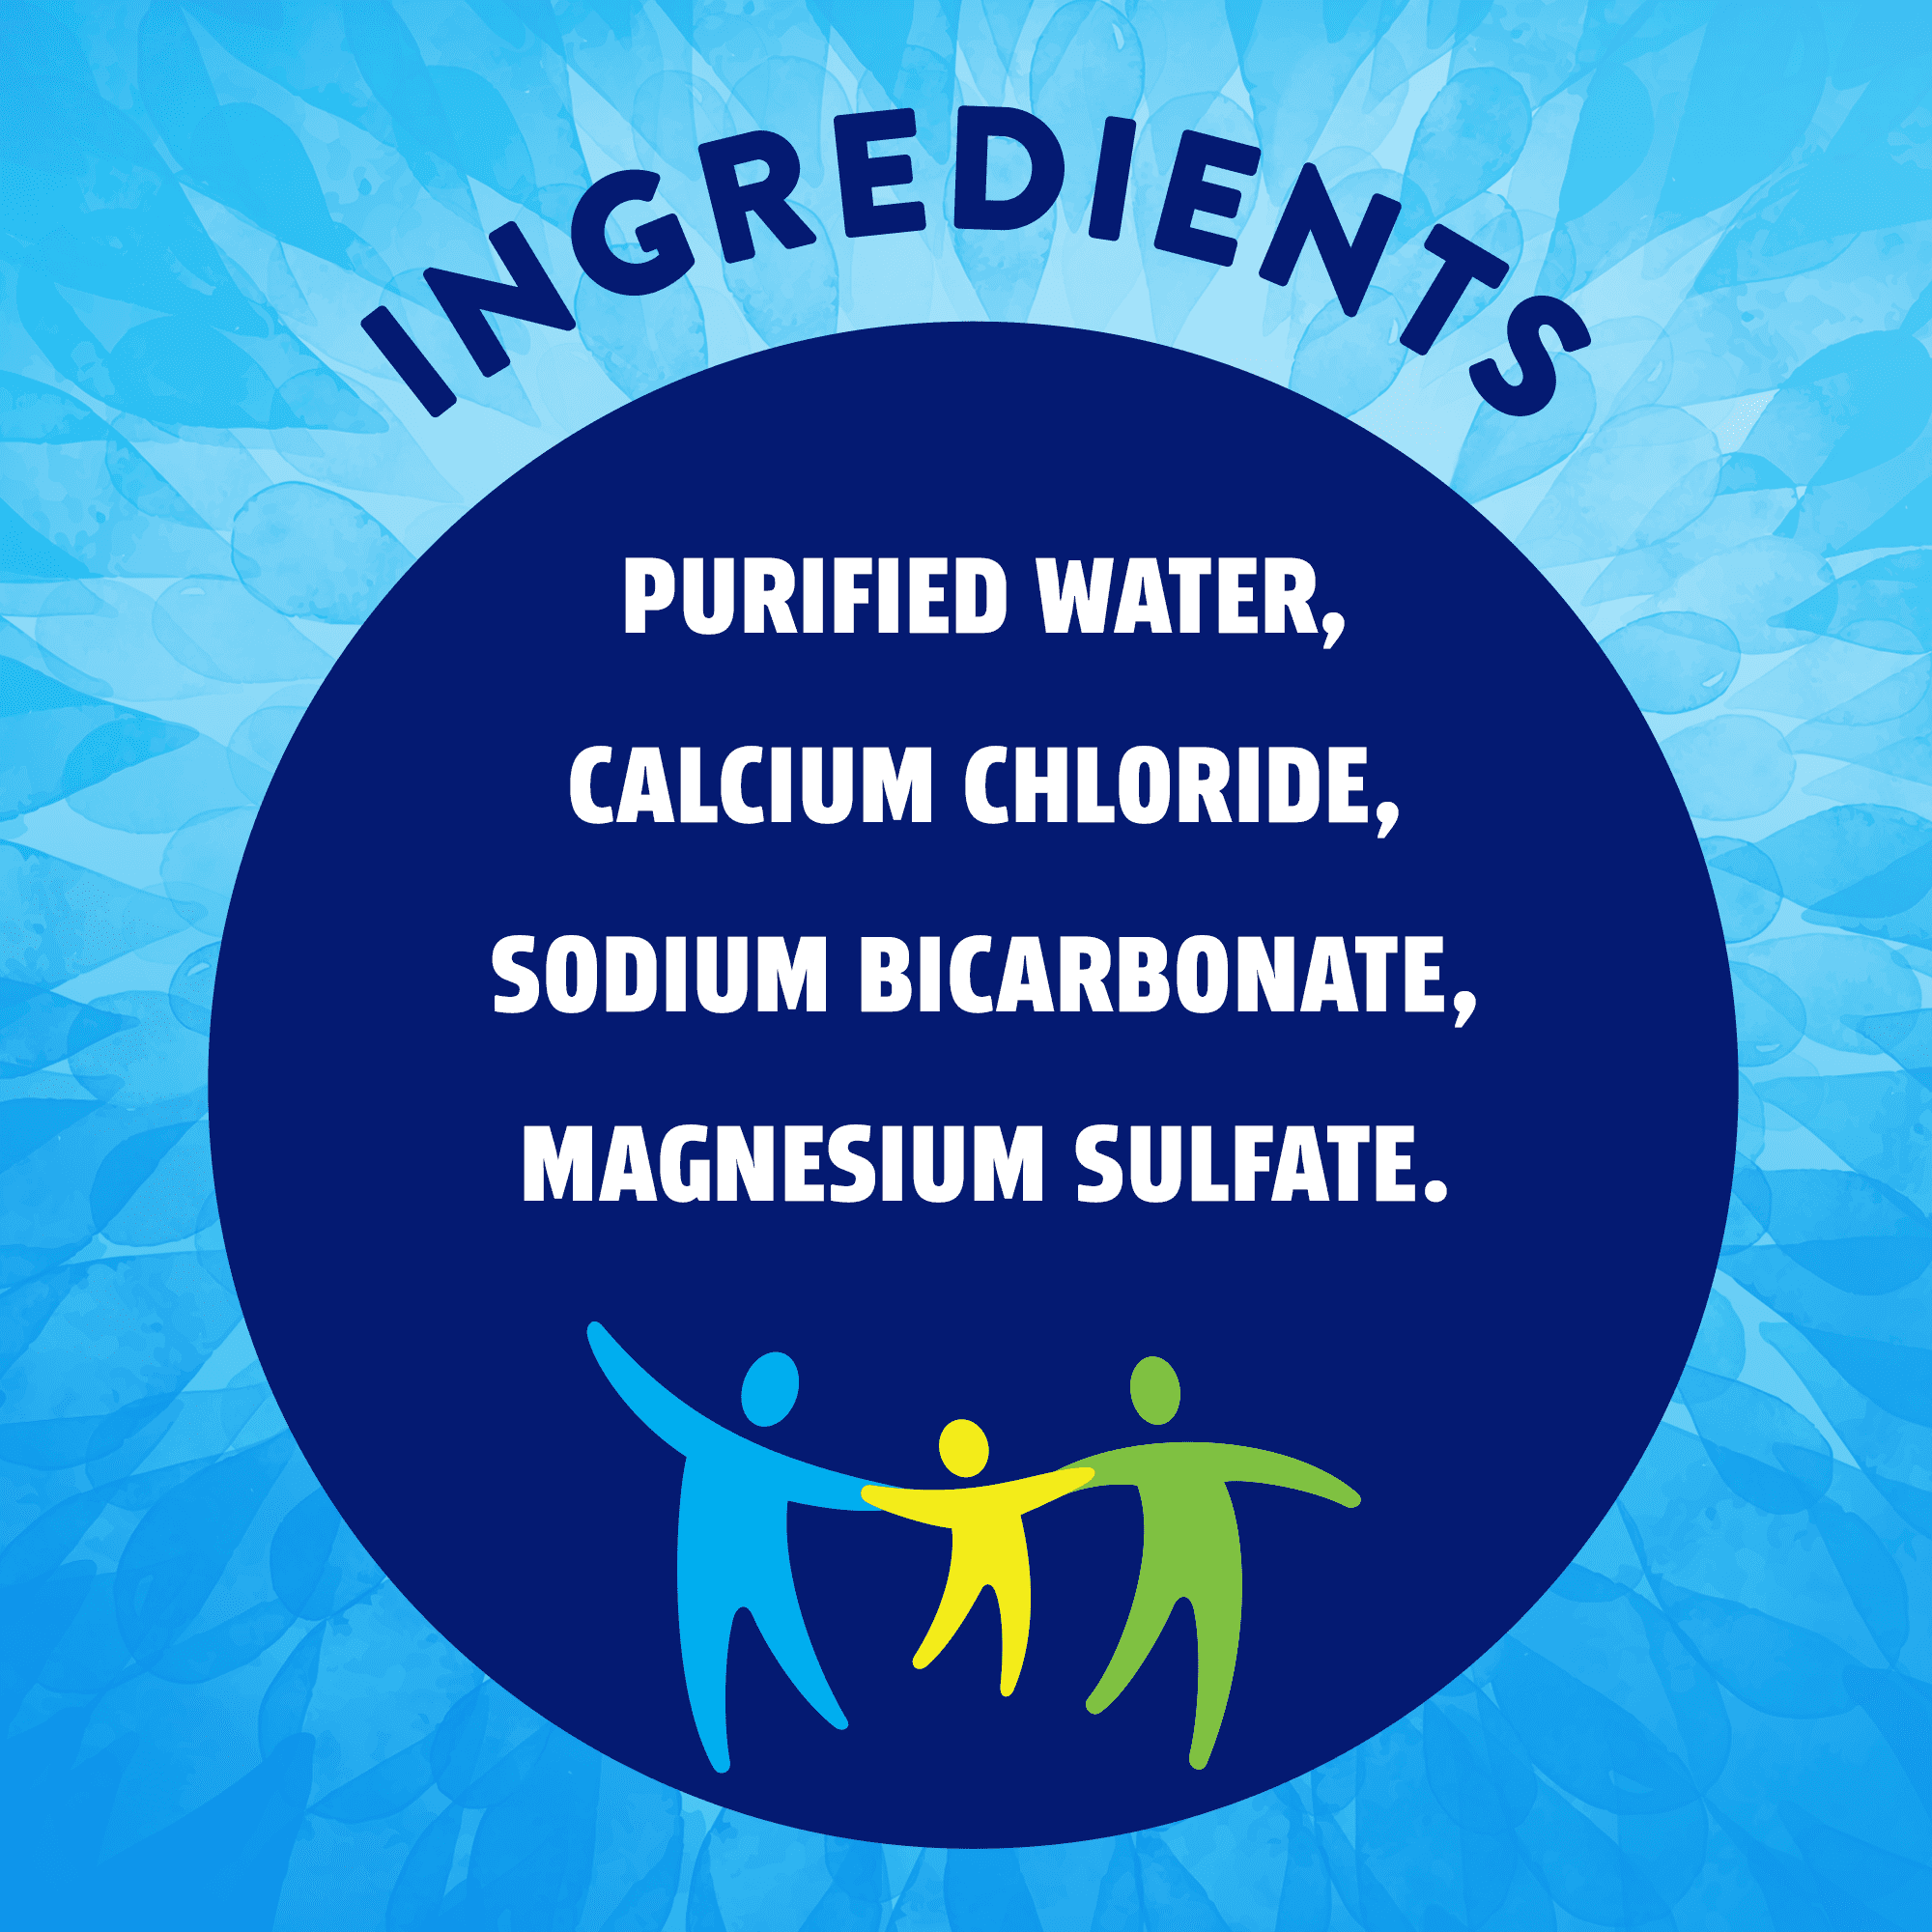 INGREDIENTS
PURIFIED WATER,
CALCIUM CHLORIDE,
SODIUM BICARBONATE,
MAGNESIUM SULFATE.